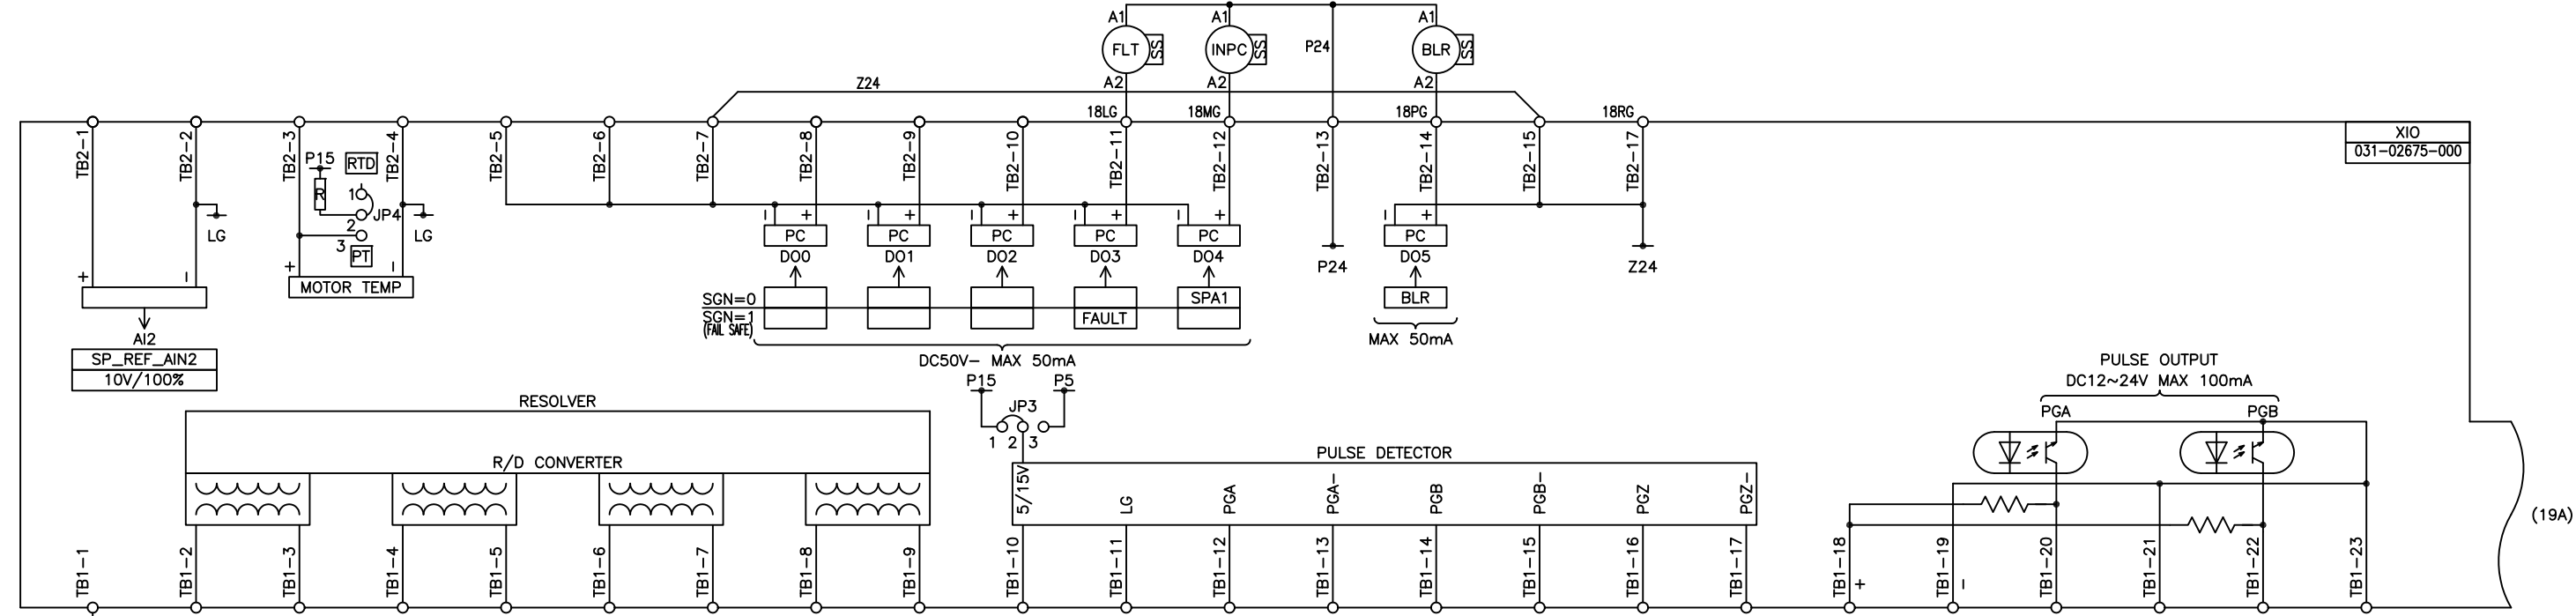 A1 A1 A1
FLT SS INPC SS P24 BLR SS
A2 A2 A2
Z24
18LG 18MG 18PG 18RG
TB2-1 TB2-2 TB2-3 TB2-4 TB2-5 TB2-6 TB2-7 TB2-8 TB2-9 TB2-10 TB2-11 TB2-12 TB2-13 TB2-14 TB2-15 TB2-17
XIO
031-02675-000
P15 RTD
R 1
JP4
2
3
PT
LG LG
- + - + - + - + - + - +
PC PC PC PC PC PC
DO0 DO1 DO2 DO3 DO4 P24 DO5 Z24
+ - + -
MOTOR TEMP
SGN=0 SPA1 BLR
SGN=1 FAULT
(FAIL SAFE)
AI2
SP_REF_AIN2
10V/100%
MAX 50mA
DC50V- MAX 50mA
PULSE OUTPUT
DC12~24V MAX 100mA
P15 P5
JP3
1 2 3
PGA PGB
RESOLVER
R/D CONVERTER
PULSE DETECTOR
5/15V LG PGA PGA- PGB PGB- PGZ PGZ-
(19A)
TB1-1 TB1-2 TB1-3 TB1-4 TB1-5 TB1-6 TB1-7 TB1-8 TB1-9 TB1-10 TB1-11 TB1-12 TB1-13 TB1-14 TB1-15 TB1-16 TB1-17 TB1-18 + TB1-19 - TB1-20 TB1-21 TB1-22 TB1-23